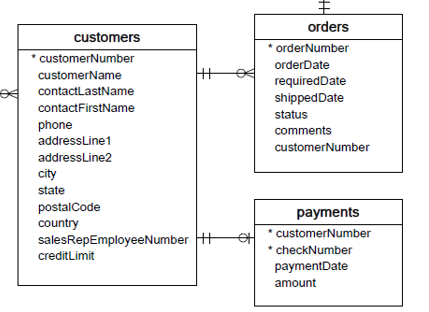 customers
* customerNumber
customerName
contactLastName
contactFirstName
phone
addressLine1
addressLine2
city
state
postalCode
country
salesRepEmployeeNumber
creditLimit
orders
* orderNumber
orderDate
requiredDate
shippedDate
status
comments
customerNumber
payments
* customerNumber
* checkNumber
paymentDate
amount